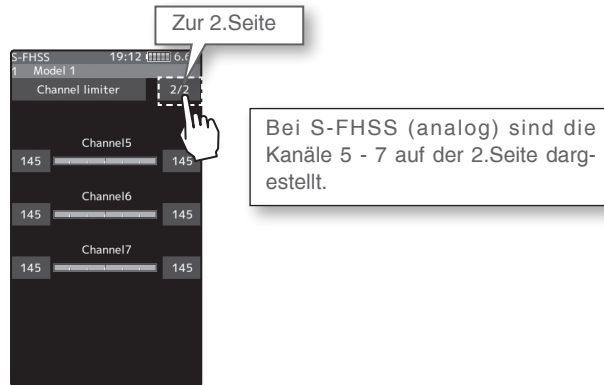 Zur 2.Seite
S-FHSS 19:12 6.
1 Model 1
Channel limiter 2/2
Channel5
145 145
Channel6
145 145
Channel7
145 145
Bei S-FHSS (analog) sind die
Kanäle 5 - 7 auf der 2.Seite darg-
estellt.